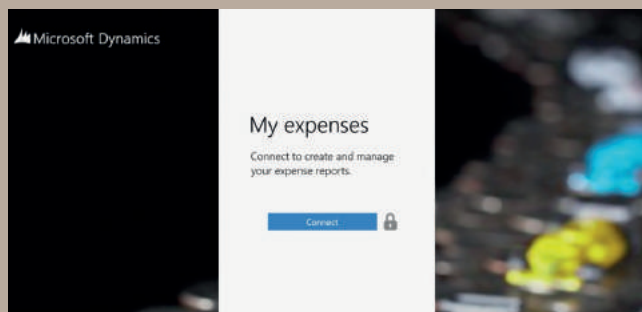 Microsoft Dynamics
My expenses
Connect to create and manage
your expense reports.
Connect